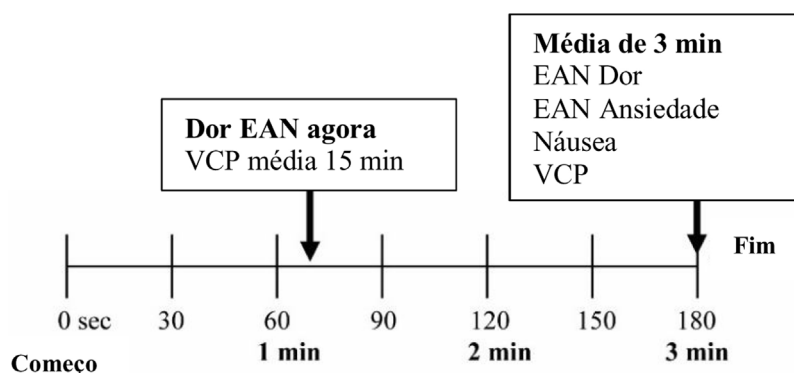 Média de 3 min
EAN Dor
EAN Ansiedade
Náusea
VCP
Dor EAN agora
VCP média 15 min
Fim
0 sec 30 60 90 120 150 180
1 min 2 min 3 min
Começo